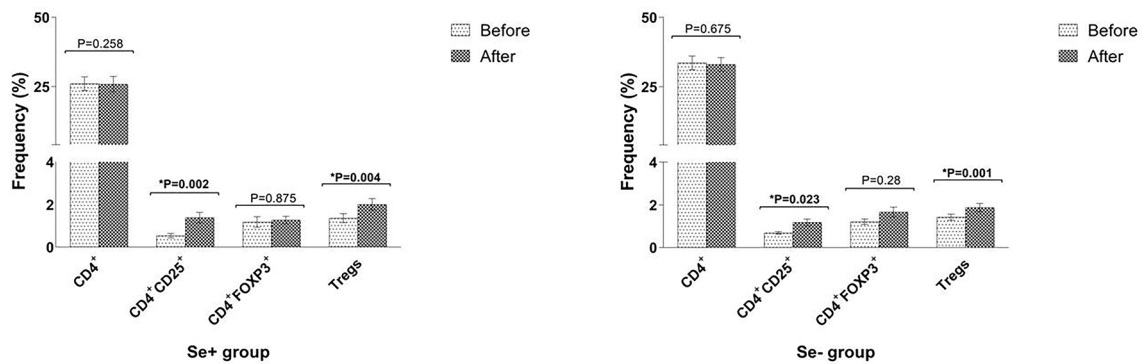 50
25
4
2
0
Frequency (%)
P=0.258
*P=0.002
P=0.875
*P=0.004
Before
After
CD4+
CD4+CD25+
CD4+FOXP3+
Tregs
Se+ group
50
25
4
2
0
Frequency (%)
P=0.675
*P=0.023
P=0.28
*P=0.001
Before
After
CD4+
CD4+CD25+
CD4+FOXP3+
Tregs
Se- group